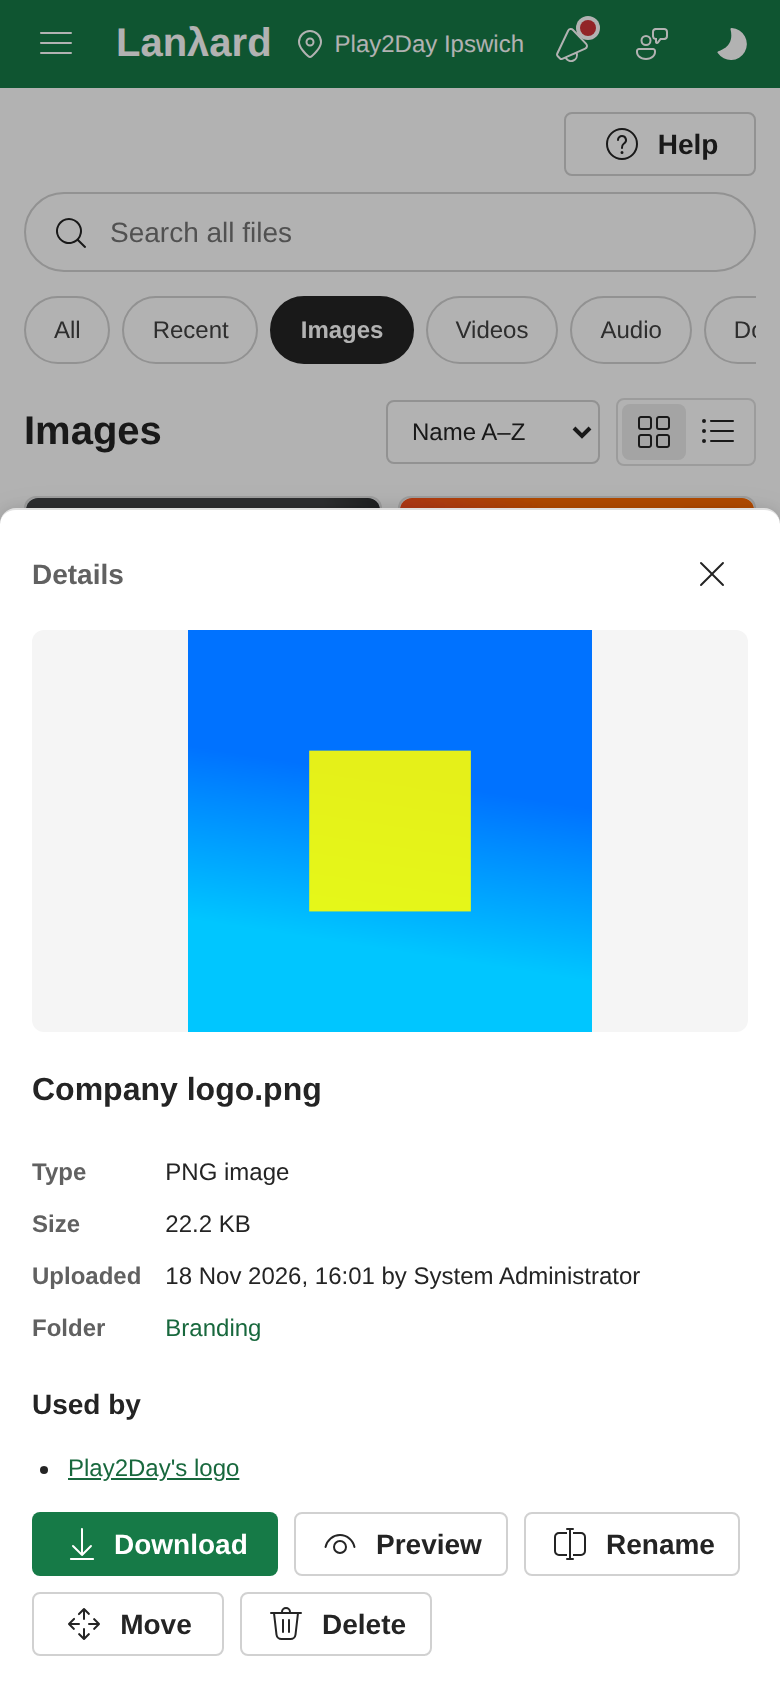 Lanλard
Play2Day Ipswich
Help
Search all files
All
Recent
Images
Videos
Audio
Images
Name A–Z
Details
Company logo.png
Type PNG image
Size 22.2 KB
Uploaded 18 Nov 2026, 16:01 by System Administrator
Folder Branding
Used by
Play2Day's logo
Download
Preview
Rename
Move
Delete